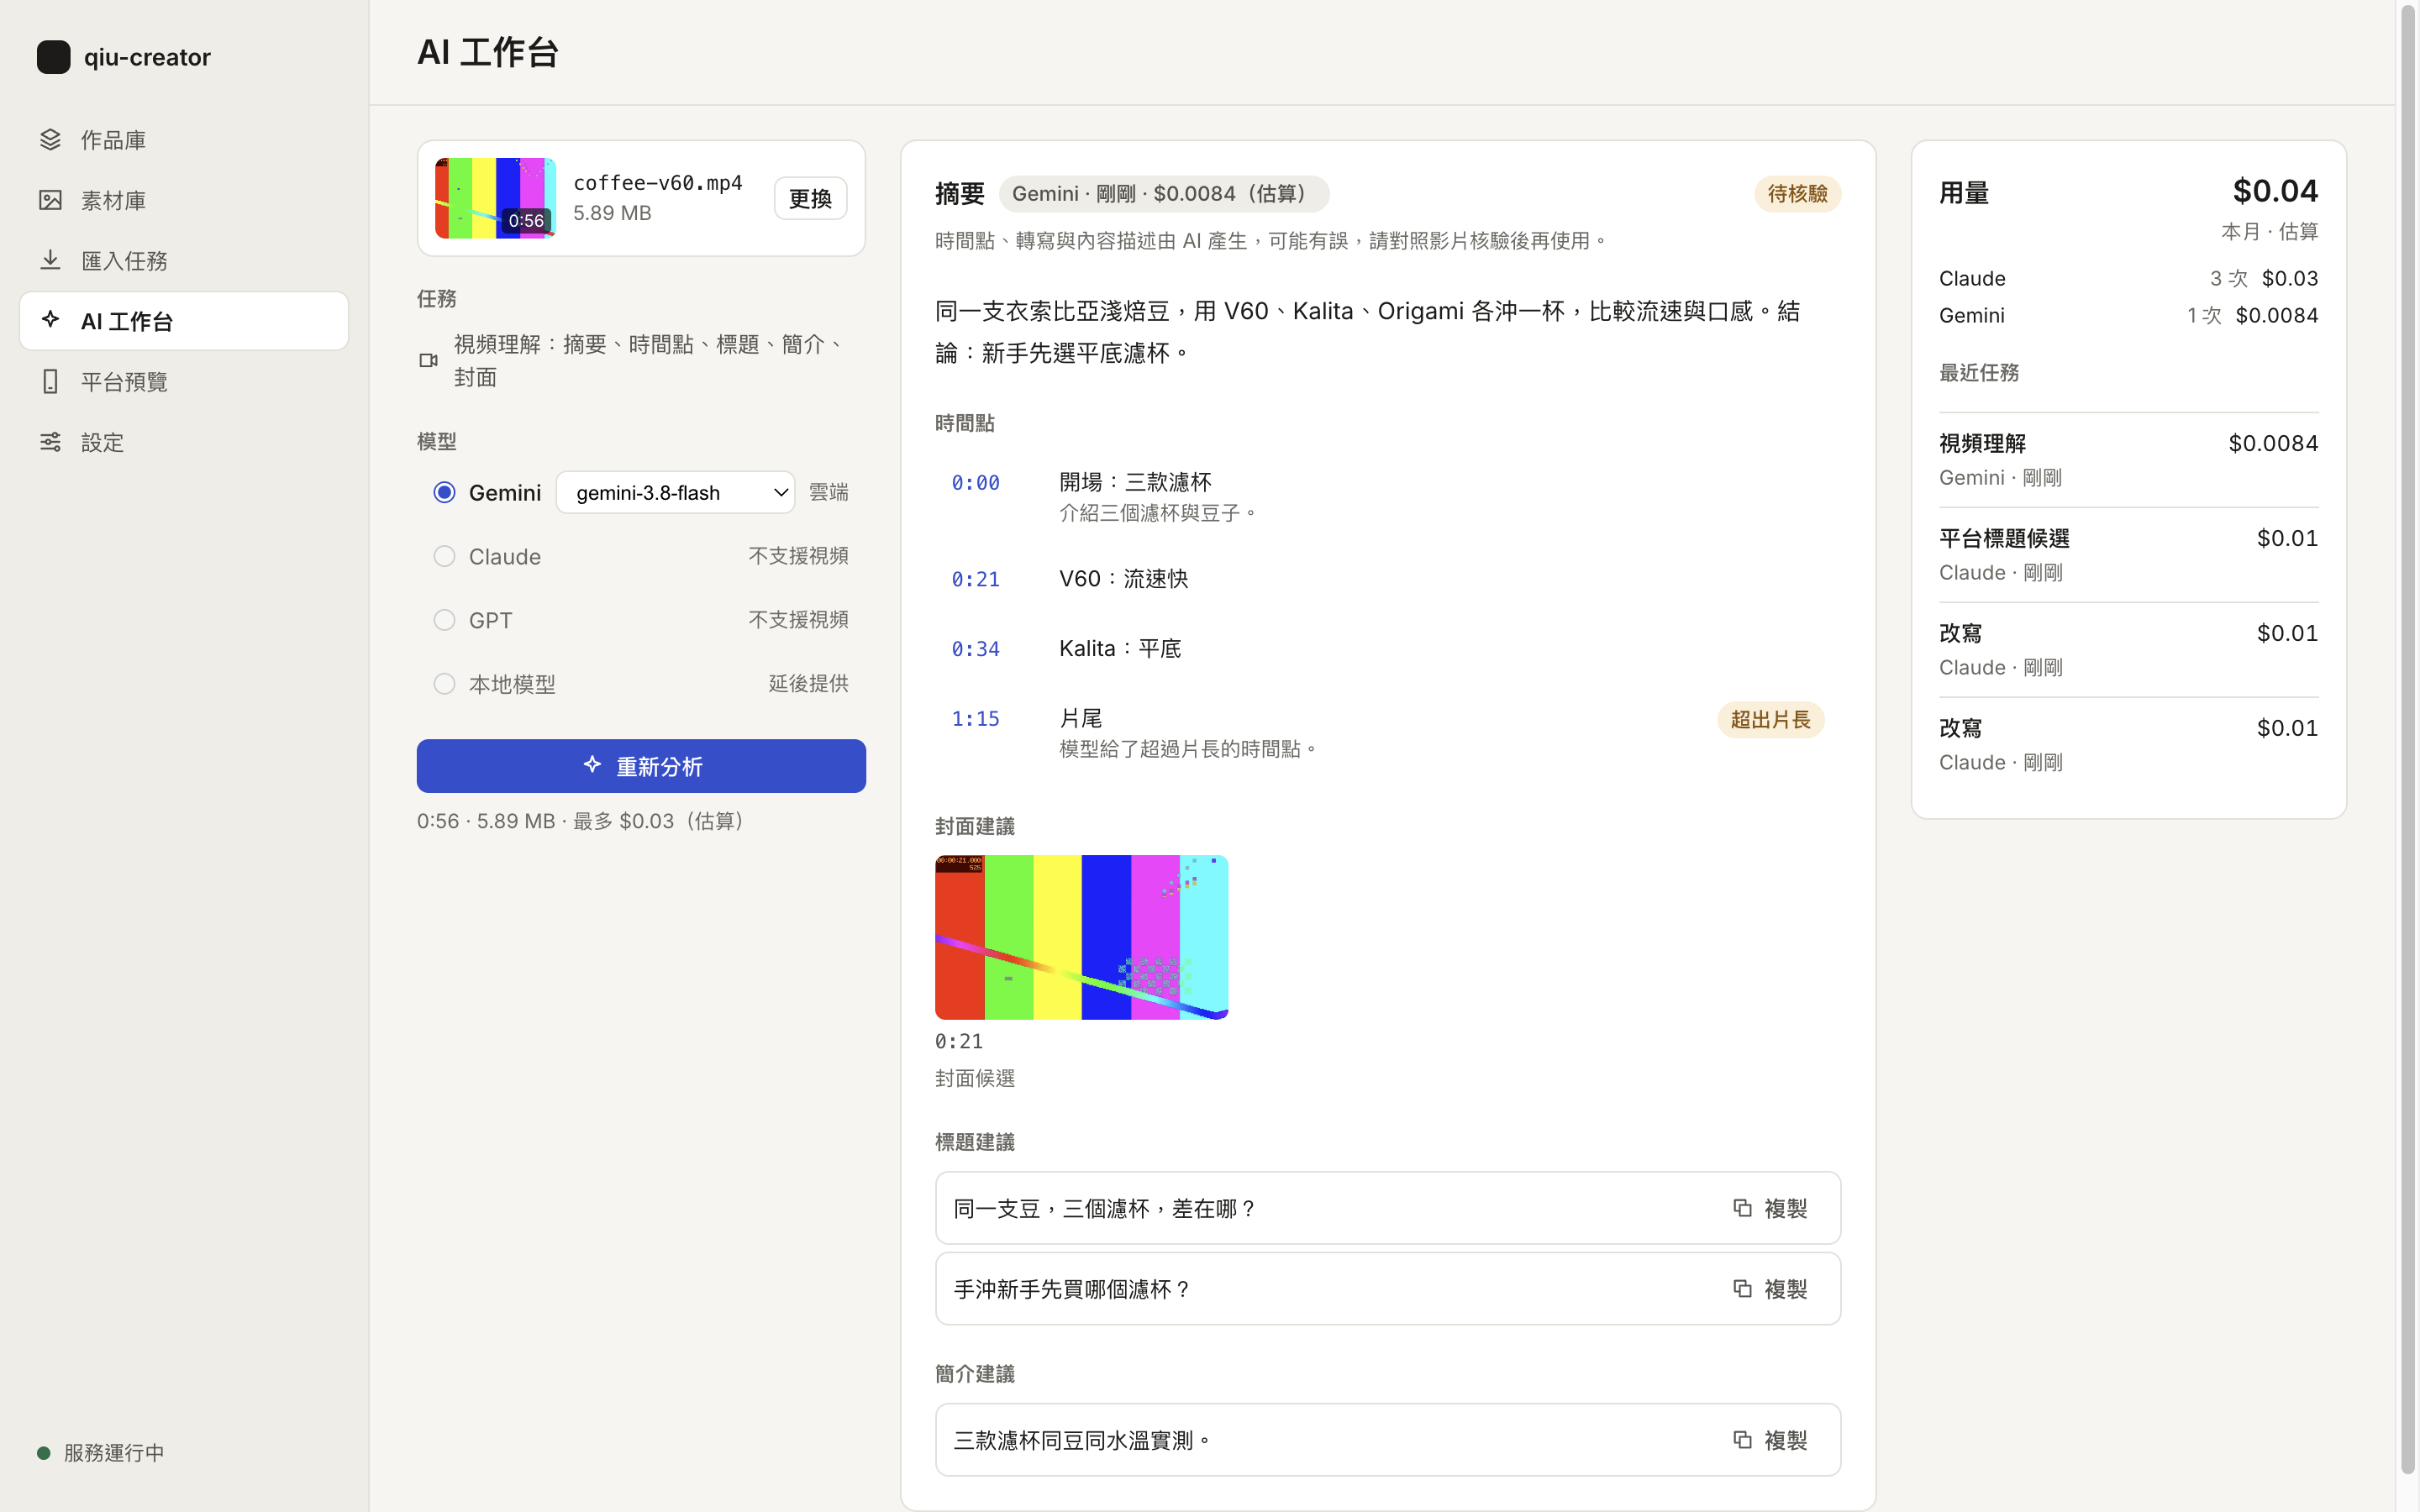 qiu-creator
作品庫
素材庫
匯入任務
AI 工作台
平台預覽
設定
服務運行中
AI 工作台
0:56
coffee-v60.mp4
5.89 MB
更換
任務
視頻理解：摘要、時間點、標題、簡介、
封面
模型
Gemini
gemini-3.8-flash
雲端
Claude
不支援視頻
GPT
不支援視頻
本地模型
延後提供
重新分析
0:56 · 5.89 MB · 最多 $0.03（估算）
摘要
Gemini · 剛剛 · $0.0084（估算）
待核驗
時間點、轉寫與內容描述由 AI 產生，可能有誤，請對照影片核驗後再使用。
同一支衣索比亞淺焙豆，用 V60、Kalita、Origami 各沖一杯，比較流速與口感。結
論：新手先選平底濾杯。
時間點
0:00
開場：三款濾杯
介紹三個濾杯與豆子。
0:21
V60：流速快
0:34
Kalita：平底
1:15
片尾
超出片長
模型給了超過片長的時間點。
封面建議
00:00:21.000
525
0:21
封面候選
標題建議
同一支豆，三個濾杯，差在哪？
複製
手沖新手先買哪個濾杯？
複製
簡介建議
三款濾杯同豆同水溫實測。
複製
用量
$0.04
本月 · 估算
Claude
3 次 $0.03
Gemini
1 次 $0.0084
最近任務
視頻理解
$0.0084
Gemini · 剛剛
平台標題候選
$0.01
Claude · 剛剛
改寫
$0.01
Claude · 剛剛
改寫
$0.01
Claude · 剛剛